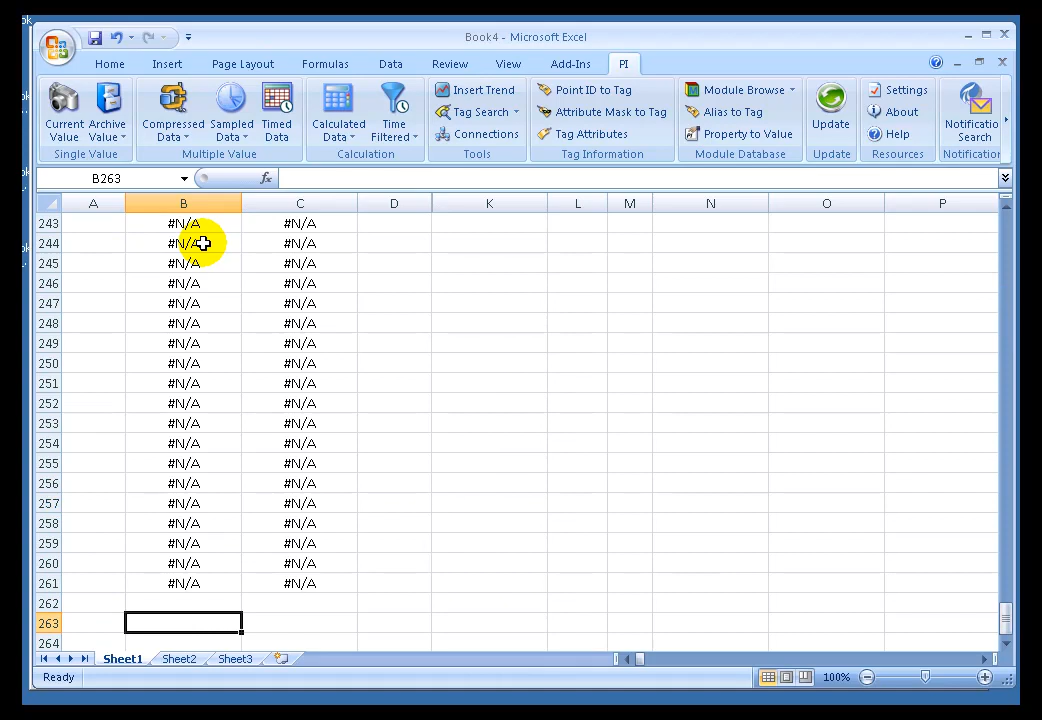 Book4 - Microsoft Excel
Home Insert Page Layout Formulas Data Review View Add-Ins PI
Current Value Archive Value Compressed Data Sampled Data Timed Data Calculated Data Time Filtered Insert Trend Tag Search Connections Point ID to Tag Attribute Mask to Tag Tag Attributes Module Browse Alias to Tag Property to Value Update Settings About Help Notificatio Search
Single Value Multiple Value Calculation Tools Tag Information Module Database Update Resources Notification
B263 fx
A B C D K L M N O P
243 #N/A #N/A
244 #N/A #N/A
245 #N/A #N/A
246 #N/A #N/A
247 #N/A #N/A
248 #N/A #N/A
249 #N/A #N/A
250 #N/A #N/A
251 #N/A #N/A
252 #N/A #N/A
253 #N/A #N/A
254 #N/A #N/A
255 #N/A #N/A
256 #N/A #N/A
257 #N/A #N/A
258 #N/A #N/A
259 #N/A #N/A
260 #N/A #N/A
261 #N/A #N/A
262
263
264
Sheet1 Sheet2 Sheet3
Ready 100%